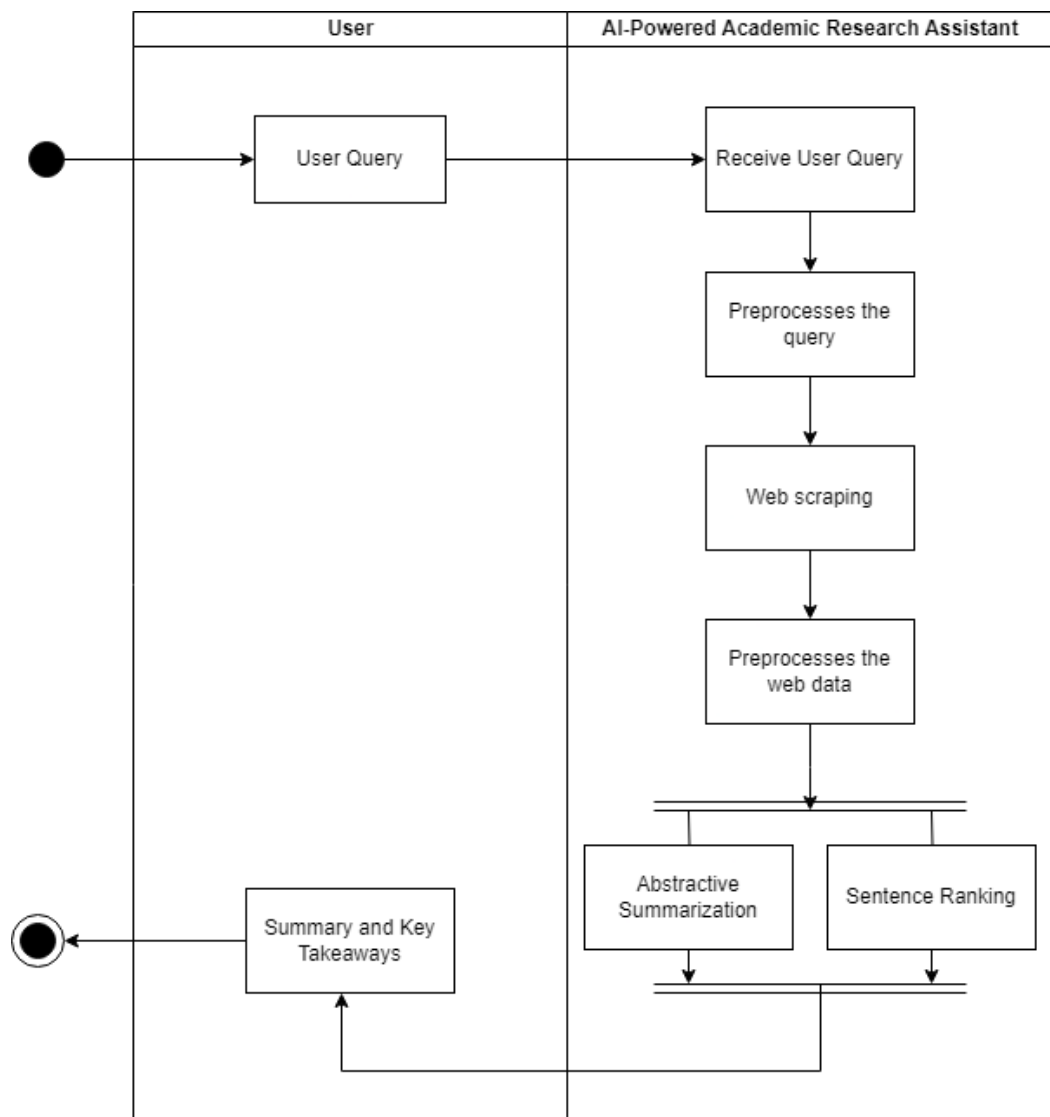 User
AI-Powered Academic Research Assistant
User Query
Receive User Query
Preprocesses the
query
Web scraping
Preprocesses the
web data
Abstractive
Summarization
Sentence Ranking
Summary and Key
Takeaways